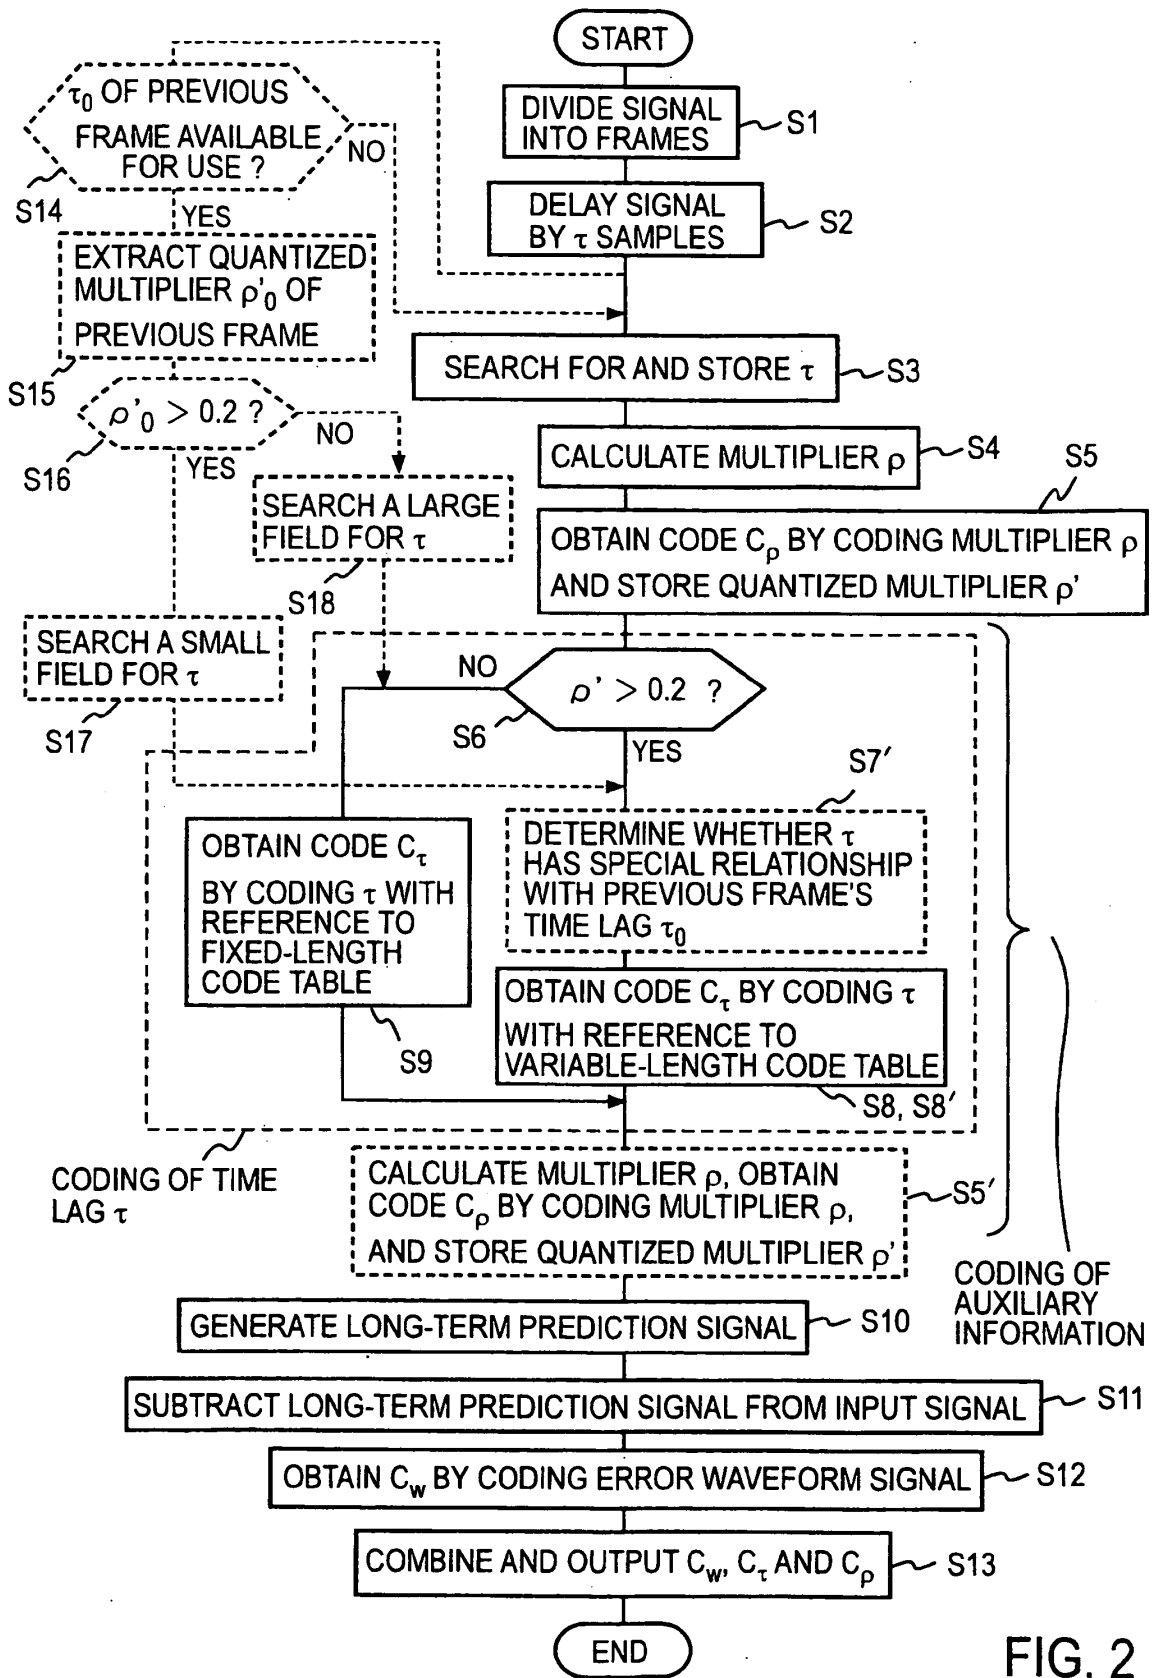 START
DIVIDE SIGNAL
INTO FRAMES
S1
DELAY SIGNAL
BY τ SAMPLES
S2
τ0 OF PREVIOUS
FRAME AVAILABLE
FOR USE ?
S14
NO
YES
EXTRACT QUANTIZED
MULTIPLIER ρ'0 OF
PREVIOUS FRAME
S15
SEARCH FOR AND STORE τ
S3
ρ'0 > 0.2 ?
S16
NO
YES
CALCULATE MULTIPLIER ρ
S4
S5
SEARCH A LARGE
FIELD FOR τ
S18
OBTAIN CODE Cρ BY CODING MULTIPLIER ρ
AND STORE QUANTIZED MULTIPLIER ρ'
SEARCH A SMALL
FIELD FOR τ
S17
NO
ρ' > 0.2 ?
S6
YES
S7'
OBTAIN CODE Cτ
BY CODING τ WITH
REFERENCE TO
FIXED-LENGTH
CODE TABLE
S9
DETERMINE WHETHER τ
HAS SPECIAL RELATIONSHIP
WITH PREVIOUS FRAME'S
TIME LAG τ0
OBTAIN CODE Cτ BY CODING τ
WITH REFERENCE TO
VARIABLE-LENGTH CODE TABLE
S8, S8'
CODING OF TIME
LAG τ
CALCULATE MULTIPLIER ρ, OBTAIN
CODE Cρ BY CODING MULTIPLIER ρ,
AND STORE QUANTIZED MULTIPLIER ρ'
S5'
CODING OF
AUXILIARY
INFORMATION
GENERATE LONG-TERM PREDICTION SIGNAL
S10
SUBTRACT LONG-TERM PREDICTION SIGNAL FROM INPUT SIGNAL
S11
OBTAIN CW BY CODING ERROR WAVEFORM SIGNAL
S12
COMBINE AND OUTPUT CW, Cτ AND Cρ
S13
END
FIG. 2